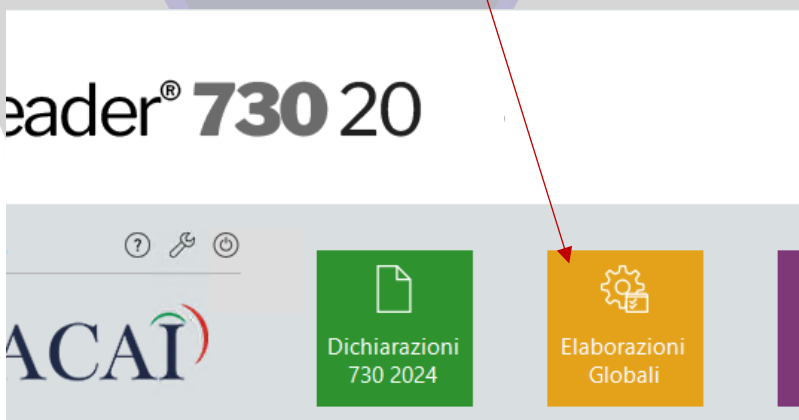 eader® 730 20
?
ACAI
Dichiarazioni
730 2024
Elaborazioni
Globali